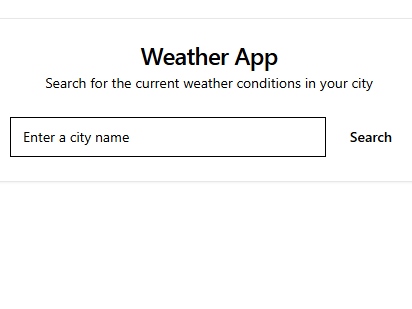 Weather App
Search for the current weather conditions in your city
Enter a city name
Search